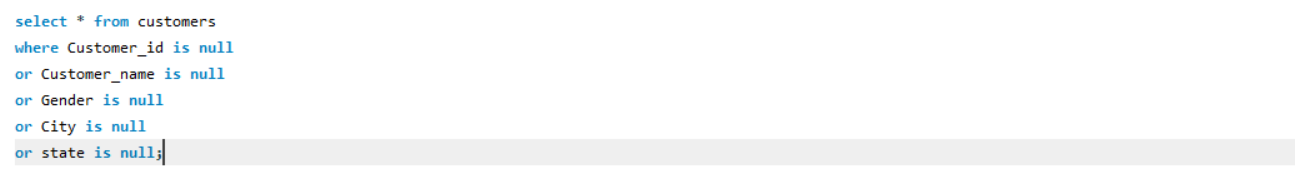 select * from customers
where Customer_id is null
or Customer_name is null
or Gender is null
or City is null
or state is null;